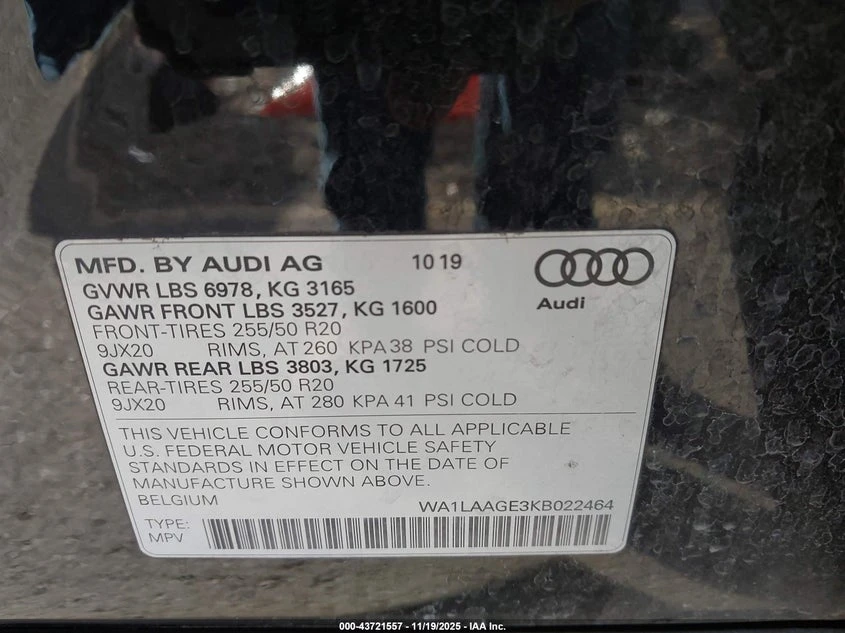 MFD. BY AUDI AG 10 19
GVWR LBS 6978, KG 3165
GAWR FRONT LBS 3527, KG 1600
Audi
FRONT-TIRES 255/50 R20
9JX20 RIMS, AT 260 KPA 38 PSI COLD
GAWR REAR LBS 3803, KG 1725
REAR-TIRES 255/50 R20
9JX20 RIMS, AT 280 KPA 41 PSI COLD
THIS VEHICLE CONFORMS TO ALL APPLICABLE
U.S. FEDERAL MOTOR VEHICLE SAFETY
STANDARDS IN EFFECT ON THE DATE OF
MANUFACTURE SHOWN ABOVE.
BELGIUM WA1LAAGE3KB022464
TYPE:
MPV
000-43721557 - 11/19/2025 - IAA Inc.